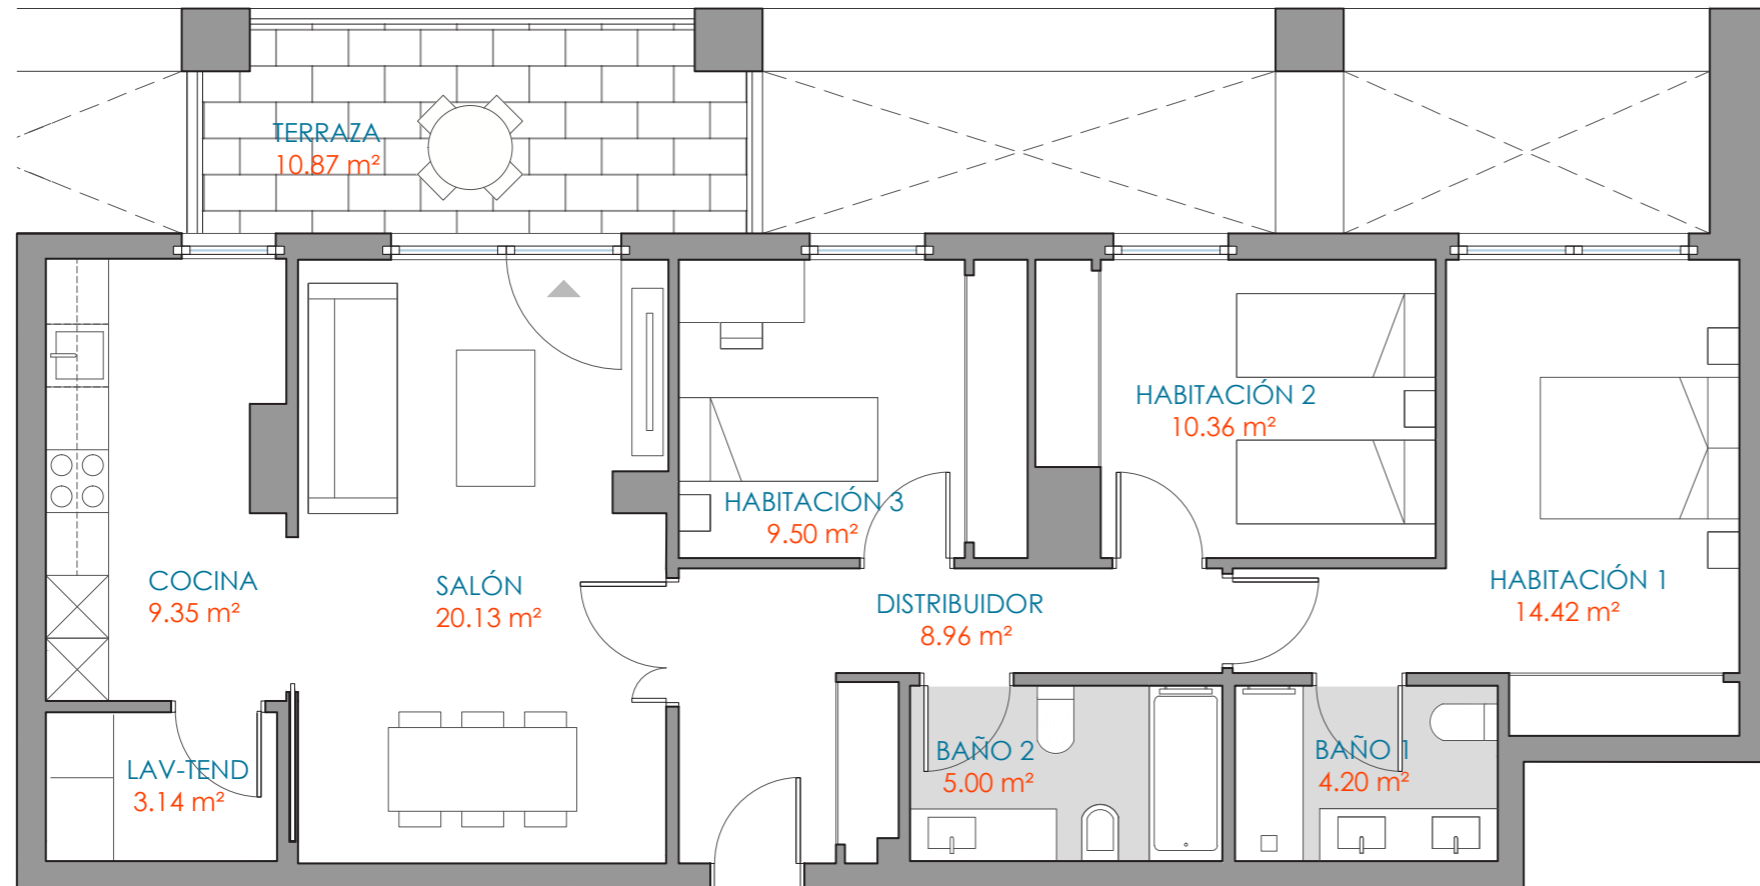 TERRAZA
10.87 m²
HABITACIÓN 2
10.36 m²
HABITACIÓN 3
9.50 m²
COCINA
9.35 m²
SALÓN
20.13 m²
DISTRIBUIDOR
8.96 m²
HABITACIÓN 1
14.42 m²
LAV-TEND
3.14 m²
BAÑO 2
5.00 m²
BAÑO 1
4.20 m²